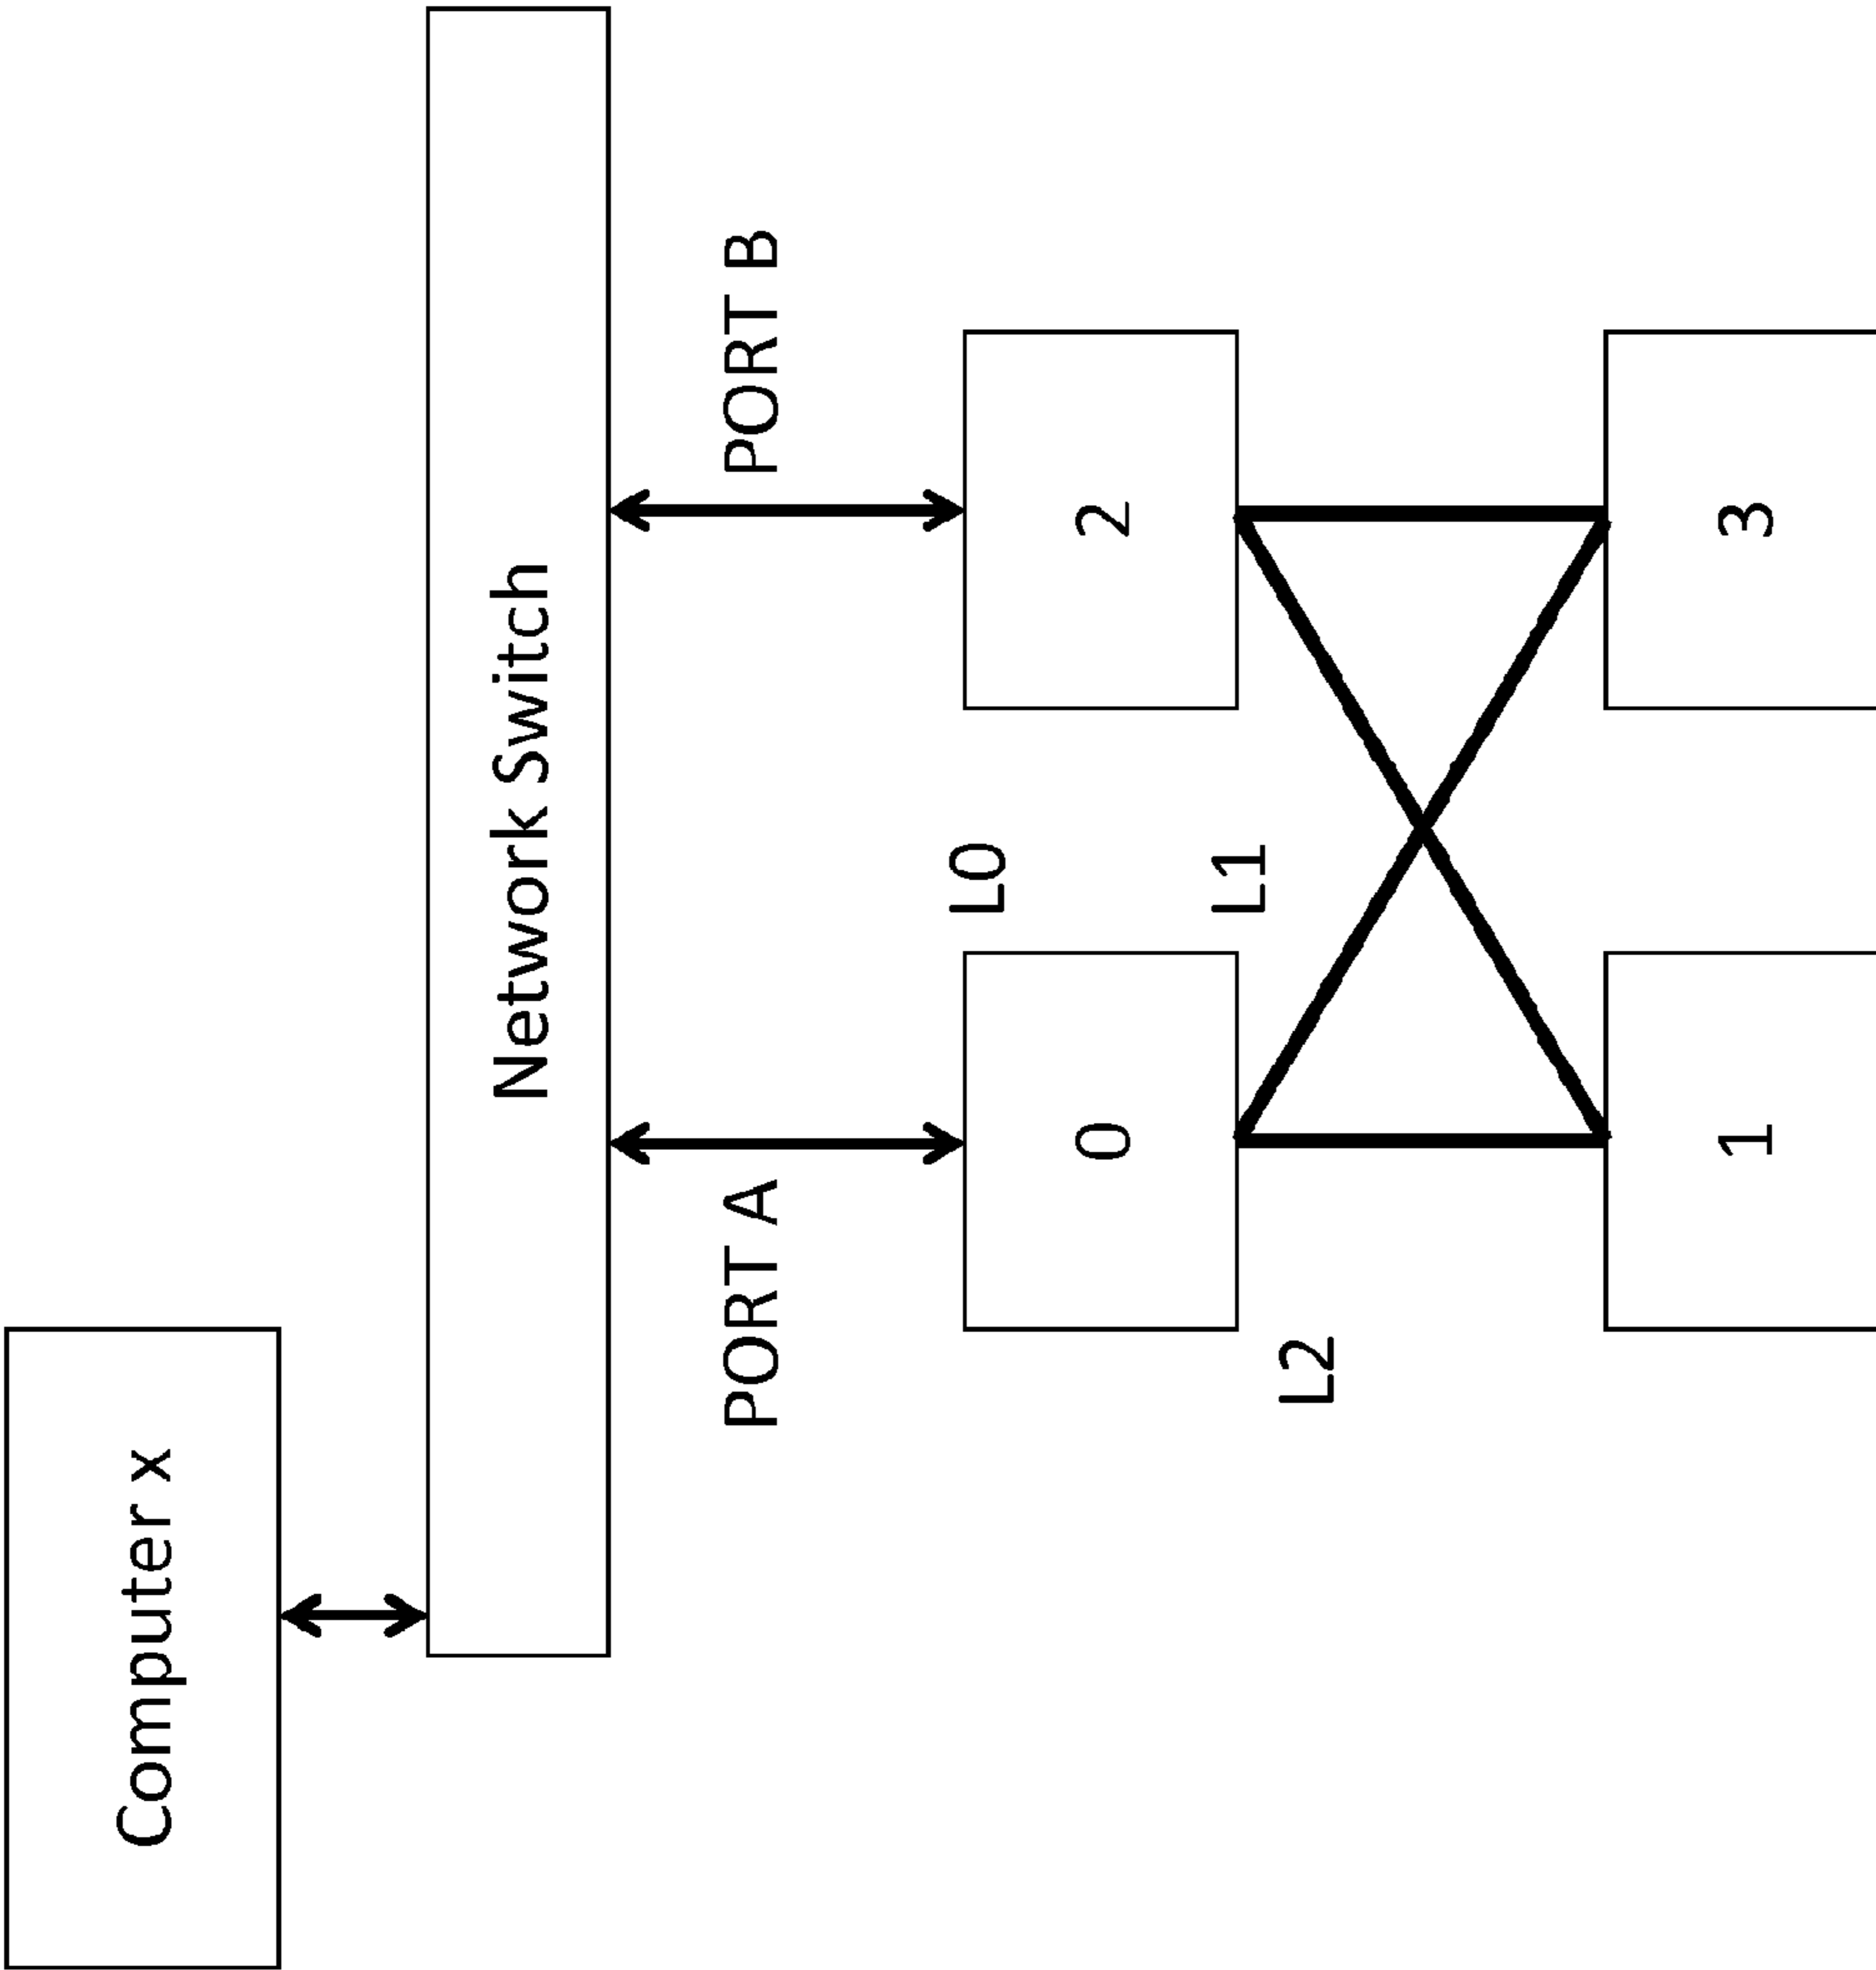 Computer x
Network Switch
PORT A
PORT B
L0
0
2
L1
L2
1
3